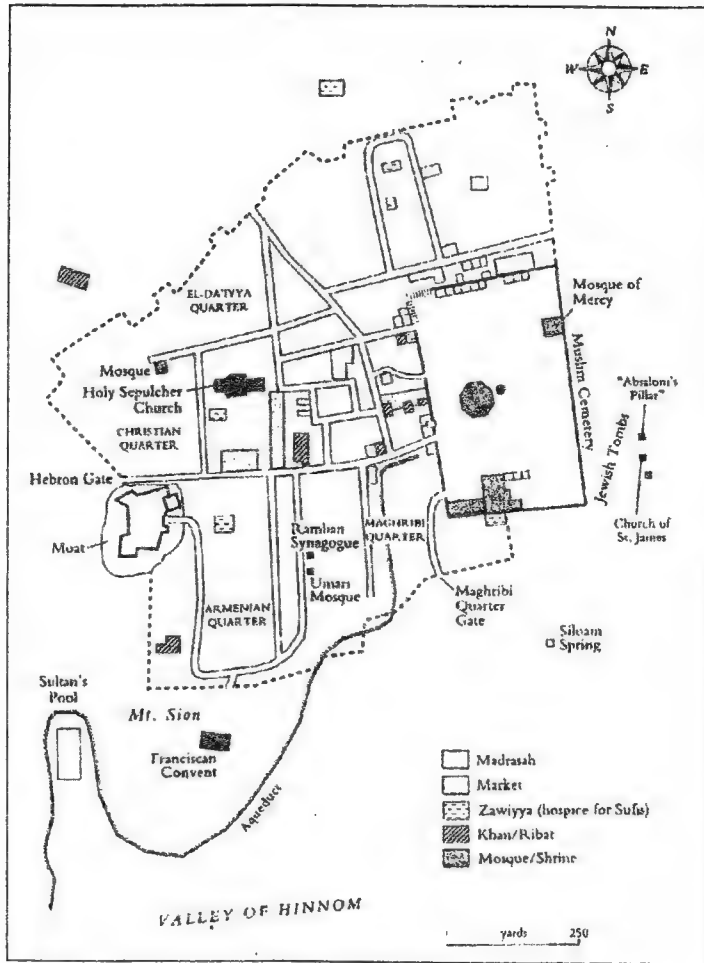 N
W E
S
Mosque of
Mercy
EL-DATYYA
QUARTER
Mosque
Holy Sepulcher
Church
Muslim Cemetery
"Absalom's
Pillar"
CHRISTIAN
QUARTER
Jewish Tombs
Hebron Gate
Church of
St. James
Moat
Ramban
Synagogue
MAGHRIBI
QUARTER
Umari
Mosque
Maghribi
Quarter
Gate
ARMENIAN
QUARTER
Siloam
Spring
Sultan's
Pool
Mt. Sion
Franciscan
Convent
Aqueduct
Madrasah
Market
Zawiyya (hospice for Sufis)
Khan/Ribat
Mosque/Shrine
VALLEY OF HINNOM
yards 250